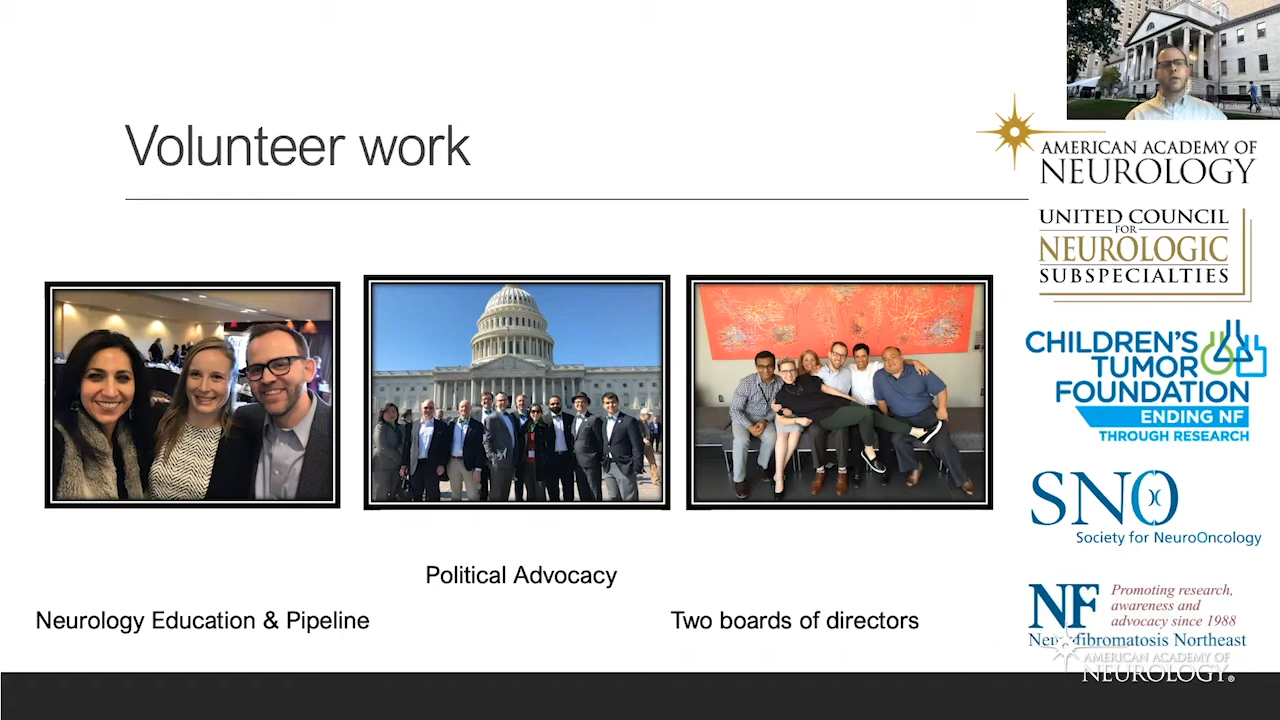 Volunteer work
AMERICAN ACADEMY OF
NEUROLOGY
UNITED COUNCIL
FOR
NEUROLOGIC
SUBSPECIALTIES
CHILDREN'S
TUMOR
FOUNDATION
ENDING NF
THROUGH RESEARCH
SNO
Society for NeuroOncology
NF
Promoting research,
awareness and
advocacy since 1988
Neurofibromatosis Northeast
Political Advocacy
Neurology Education & Pipeline
Two boards of directors
AMERICAN ACADEMY OF
NEUROLOGY®